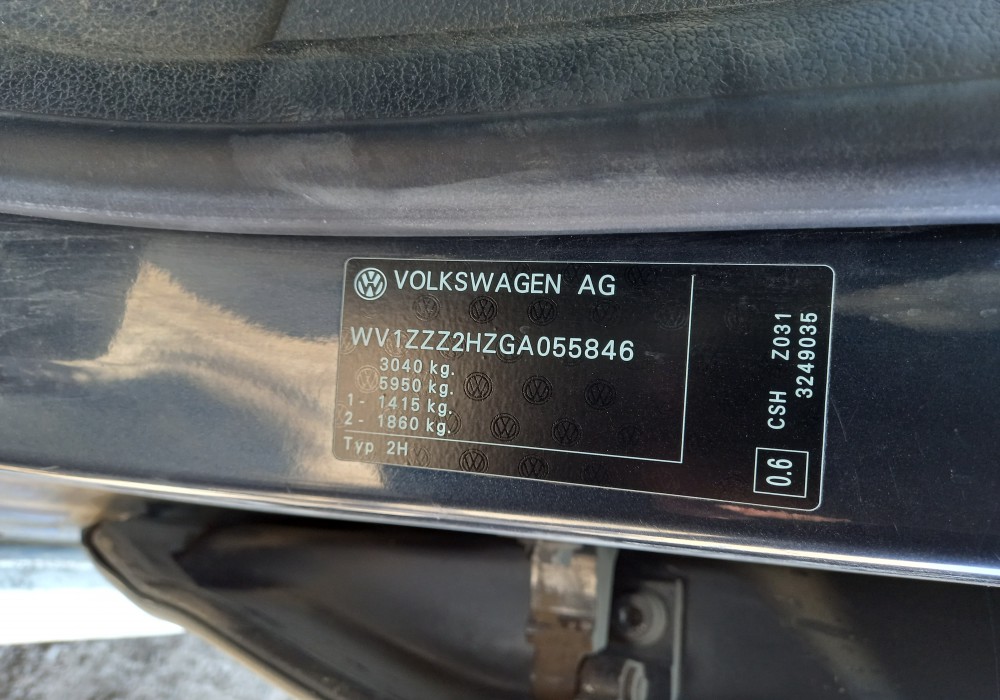 VOLKSWAGEN AG
WV1ZZZ2HZGA055846
3040 kg.
5950 kg.
1- 1415 kg.
2- 1860 kg.
Typ 2H
CSH Z031
3249035
0.6